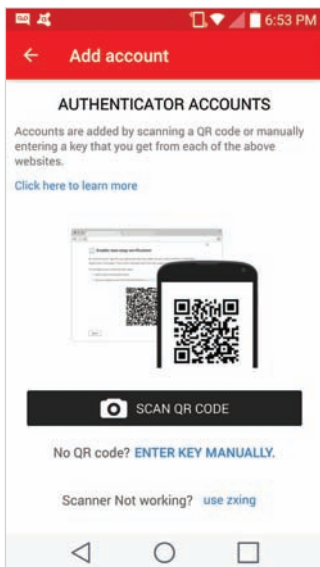 6:53 PM
Add account
AUTHENTICATOR ACCOUNTS
Accounts are added by scanning a QR code or manually
entering a key that you get from each of the above
websites.
Click here to learn more
SCAN QR CODE
No QR code? ENTER KEY MANUALLY.
Scanner Not working? use zxing